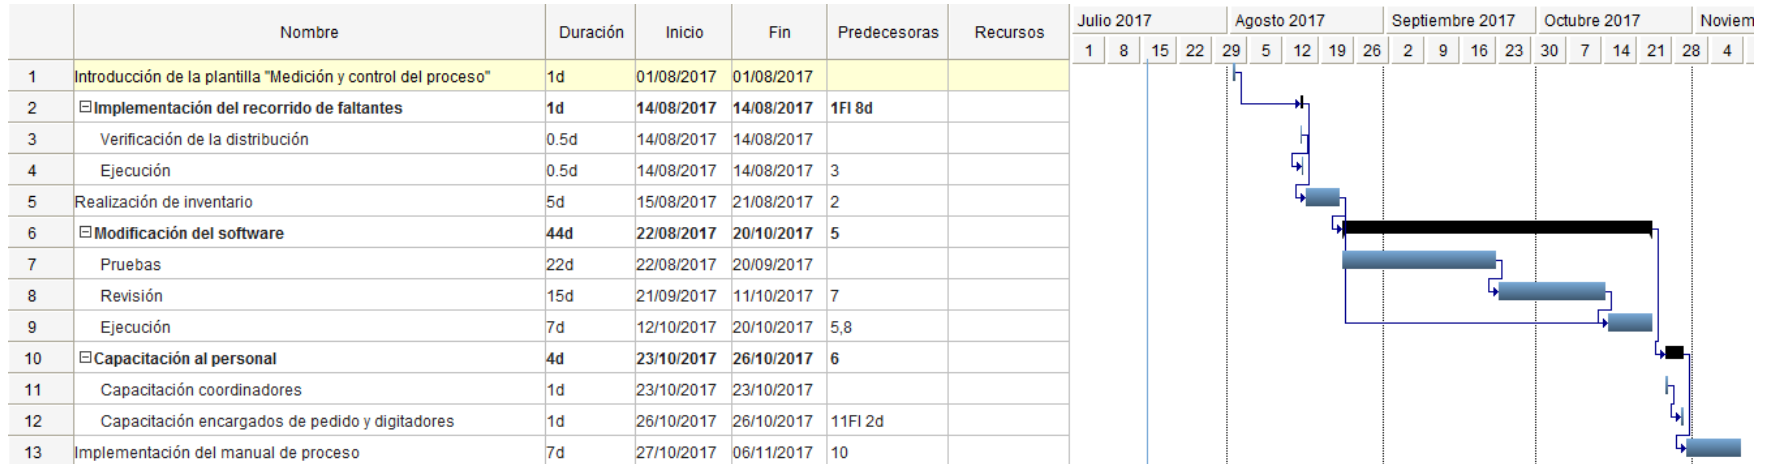 Nombre Duración Inicio Fin Predecesoras Recursos
Julio 2017 Agosto 2017 Septiembre 2017 Octubre 2017 Noviem
1 8 15 22 29 5 12 19 26 2 9 16 23 30 7 14 21 28 4
1 Introducción de la plantilla "Medición y control del proceso" 1d 01/08/2017 01/08/2017
2 Implementación del recorrido de faltantes 1d 14/08/2017 14/08/2017 1FI 8d
3 Verificación de la distribución 0.5d 14/08/2017 14/08/2017
4 Ejecución 0.5d 14/08/2017 14/08/2017 3
5 Realización de inventario 5d 15/08/2017 21/08/2017 2
6 Modificación del software 44d 22/08/2017 20/10/2017 5
7 Pruebas 22d 22/08/2017 20/09/2017
8 Revisión 15d 21/09/2017 11/10/2017 7
9 Ejecución 7d 12/10/2017 20/10/2017 5,8
10 Capacitación al personal 4d 23/10/2017 26/10/2017 6
11 Capacitación coordinadores 1d 23/10/2017 23/10/2017
12 Capacitación encargados de pedido y digitadores 1d 26/10/2017 26/10/2017 11FI 2d
13 Implementación del manual de proceso 7d 27/10/2017 06/11/2017 10